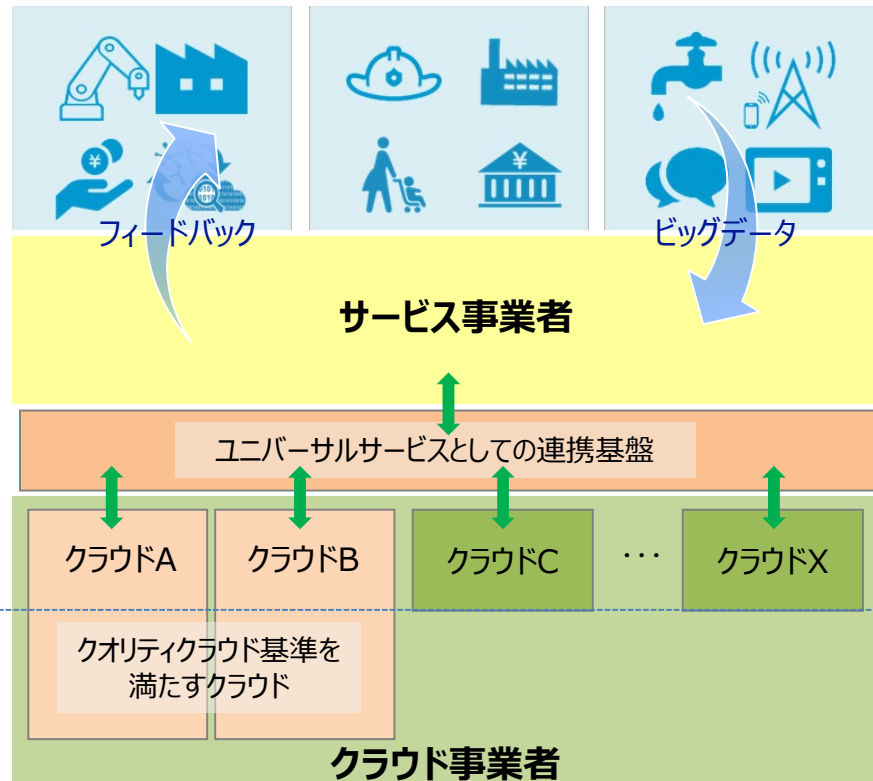 フィードバック
ビッグデータ
サービス事業者
ユニバーサルサービスとしての連携基盤
クラウドA
クラウドB
クラウドC
･･･
クラウドX
クオリティクラウド基準を
満たすクラウド
クラウド事業者